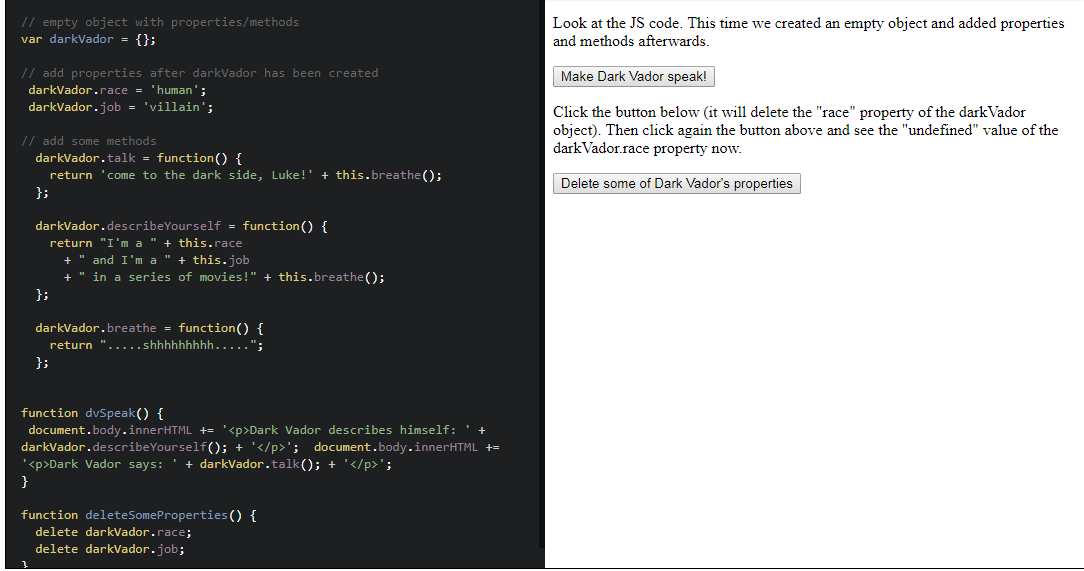 // empty object with properties/methods
var darkVador = {};
// add properties after darkVador has been created
darkVador.race = 'human';
darkVador.job = 'villain';
// add some methods
darkVador.talk = function() {
return 'come to the dark side, Luke!' + this.breathe();
};
darkVador.describeYourself = function() {
return "I'm a " + this.race
+ " and I'm a " + this.job
+ " in a series of movies!" + this.breathe();
};
darkVador.breathe = function() {
return ".....shhhhhhhhh.....";
};
function dvSpeak() {
document.body.innerHTML += '<p>Dark Vador describes himself: ' +
darkVador.describeYourself(); + '</p>'; document.body.innerHTML +=
'<p>Dark Vador says: ' + darkVador.talk(); + '</p>';
}
function deleteSomeProperties() {
delete darkVador.race;
delete darkVador.job;
}
Look at the JS code. This time we created an empty object and added properties
and methods afterwards.
Make Dark Vador speak!
Click the button below (it will delete the "race" property of the darkVador
object). Then click again the button above and see the "undefined" value of the
darkVador.race property now.
Delete some of Dark Vador's properties